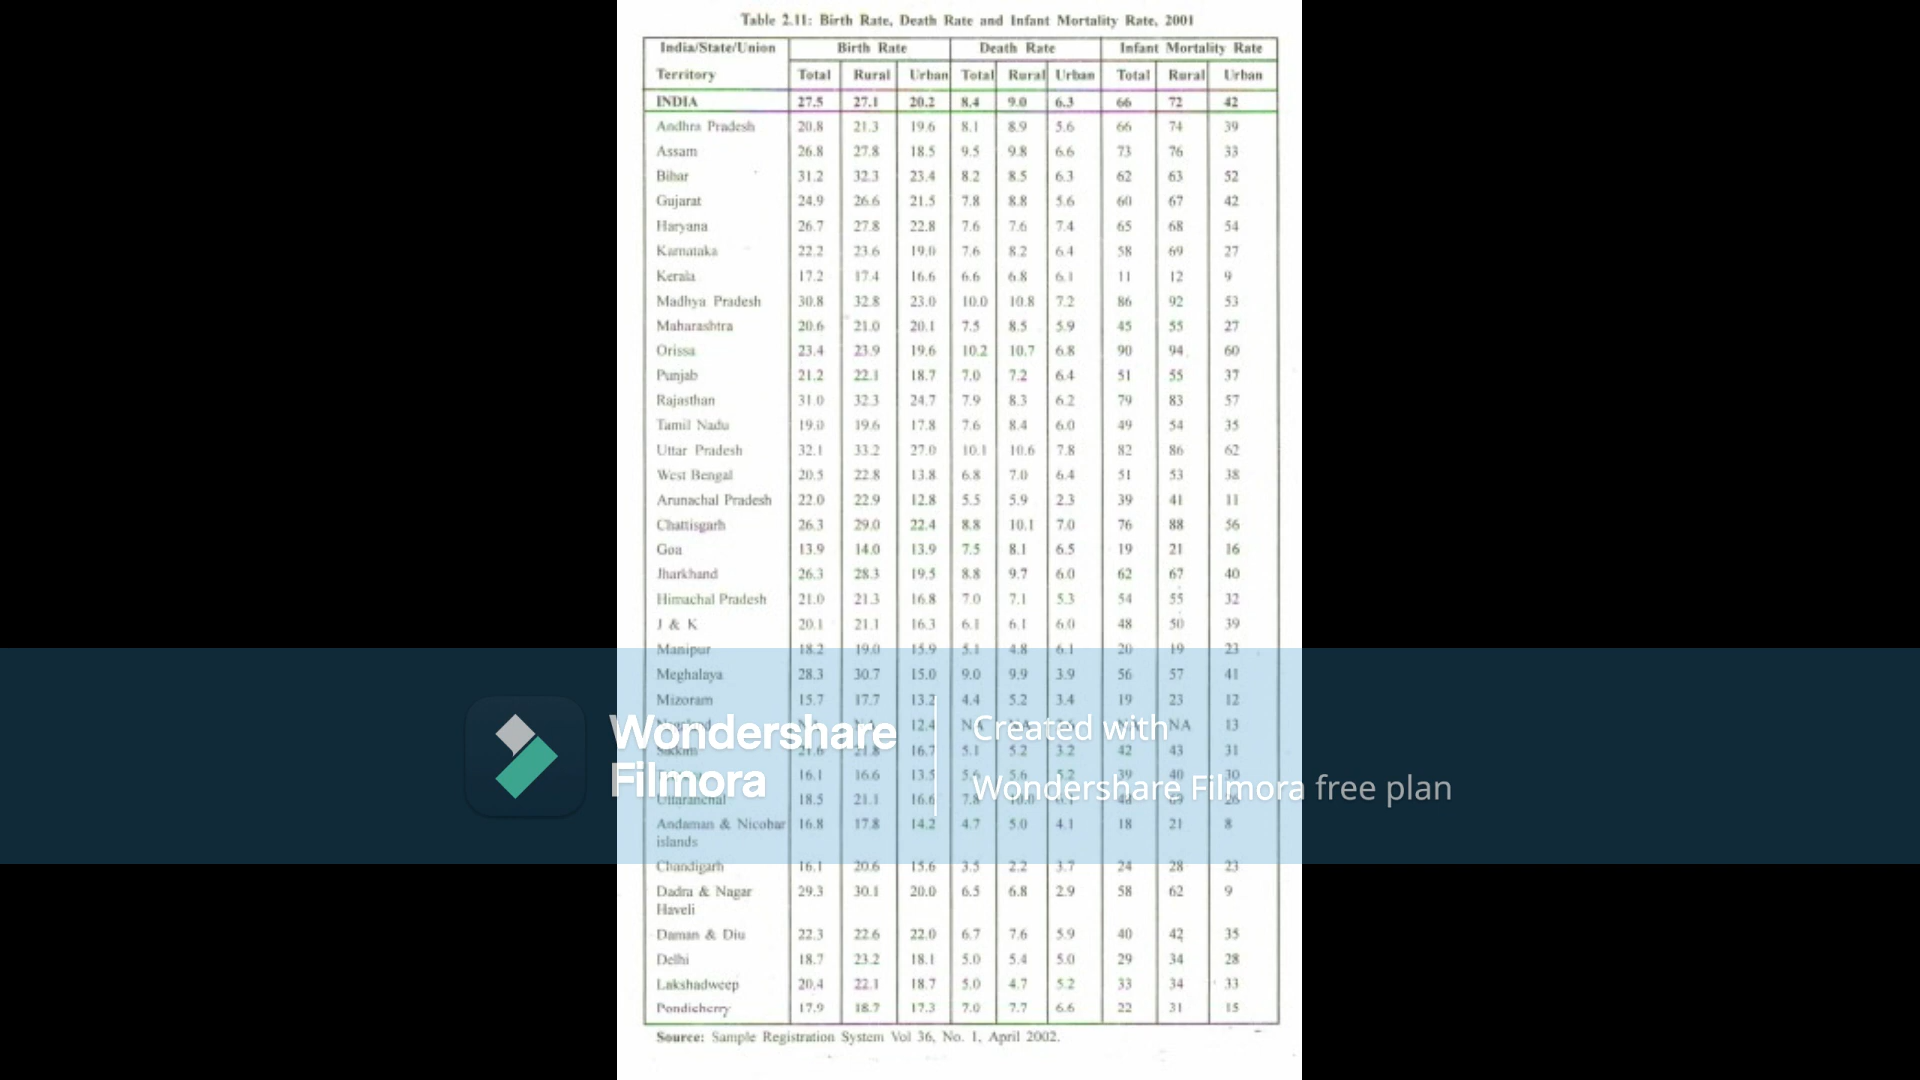 Table 2.11: Birth Rate, Death Rate and Infant Mortality Rate, 2001
India/State/Union Birth Rate Death Rate Infant Mortality Rate
Territory Total Rural Urban Total Rural Urban Total Rural Urban
INDIA 27.5 27.1 20.2 8.4 9.0 6.3 66 72 42
Andhra Pradesh 20.8 21.3 19.6 8.1 8.9 5.6 66 74 39
Assam 26.8 27.8 18.5 9.5 9.8 6.6 73 76 33
Bihar 31.2 32.3 23.4 8.2 8.5 6.3 62 63 52
Gujarat 24.9 26.6 21.5 7.8 8.8 5.6 60 67 42
Haryana 26.7 27.8 22.8 7.6 7.6 7.4 65 68 54
Karnataka 22.2 23.6 19.0 7.6 8.2 6.4 58 69 27
Kerala 17.2 17.4 16.6 6.6 6.8 6.1 11 12 9
Madhya Pradesh 30.8 32.8 23.0 10.0 10.8 7.2 86 92 53
Maharashtra 20.6 21.0 20.1 7.5 8.5 5.9 45 55 27
Orissa 23.4 23.9 19.6 10.2 10.7 6.8 90 94 60
Punjab 21.2 22.1 18.7 7.0 7.2 6.4 51 55 37
Rajasthan 31.0 32.3 24.7 7.9 8.3 6.2 79 83 57
Tamil Nadu 19.0 19.6 17.8 7.6 8.4 6.0 49 54 35
Uttar Pradesh 32.1 33.2 27.0 10.1 10.6 7.8 82 86 62
West Bengal 20.5 22.8 13.8 6.8 7.0 6.4 51 53 38
Arunachal Pradesh 22.0 22.9 12.8 5.5 5.9 2.3 39 41 11
Chattisgarh 26.3 29.0 22.4 8.8 10.1 7.0 76 88 56
Goa 13.9 14.0 13.9 7.5 8.1 6.5 19 21 16
Jharkhand 26.3 28.3 19.5 8.8 9.7 6.0 62 67 40
Himachal Pradesh 21.0 21.3 16.8 7.0 7.1 5.3 54 55 32
J & K 20.1 21.1 16.3 6.1 6.1 6.0 48 50 39
Manipur 18.2 19.0 15.9 5.1 4.8 6.1 20 19 23
Meghalaya 28.3 30.7 15.0 9.0 9.9 3.9 56 57 41
Mizoram 15.7 17.7 13.2 4.4 5.2 3.4 19 23 12
12.4 NA NA 13
Sikkim 21.6 21.8 16.7 5.1 5.2 3.2 42 43 31
16.1 16.6 13.5 5.6 5.6 5.2 39 40 30
Uttaranchal 18.5 21.1 16.6 7.8
Andaman & Nicobar 16.8 17.8 14.2 4.7 5.0 4.1 18 21 8
islands
Chandigarh 16.1 20.6 15.6 3.5 2.2 3.7 24 28 23
Dadra & Nagar 29.3 30.1 20.0 6.5 6.8 2.9 58 62 9
Haveli
Daman & Diu 22.3 22.6 22.0 6.7 7.6 5.9 40 42 35
Delhi 18.7 23.2 18.1 5.0 5.4 5.0 29 34 28
Lakshadweep 20.4 22.1 18.7 5.0 4.7 5.2 33 34 33
Pondicherry 17.9 18.7 17.3 7.0 7.7 6.6 22 31 15
Source: Sample Registration System Vol 36, No. 1, April 2002.
Wondershare
Filmora
Created with
Wondershare Filmora free plan